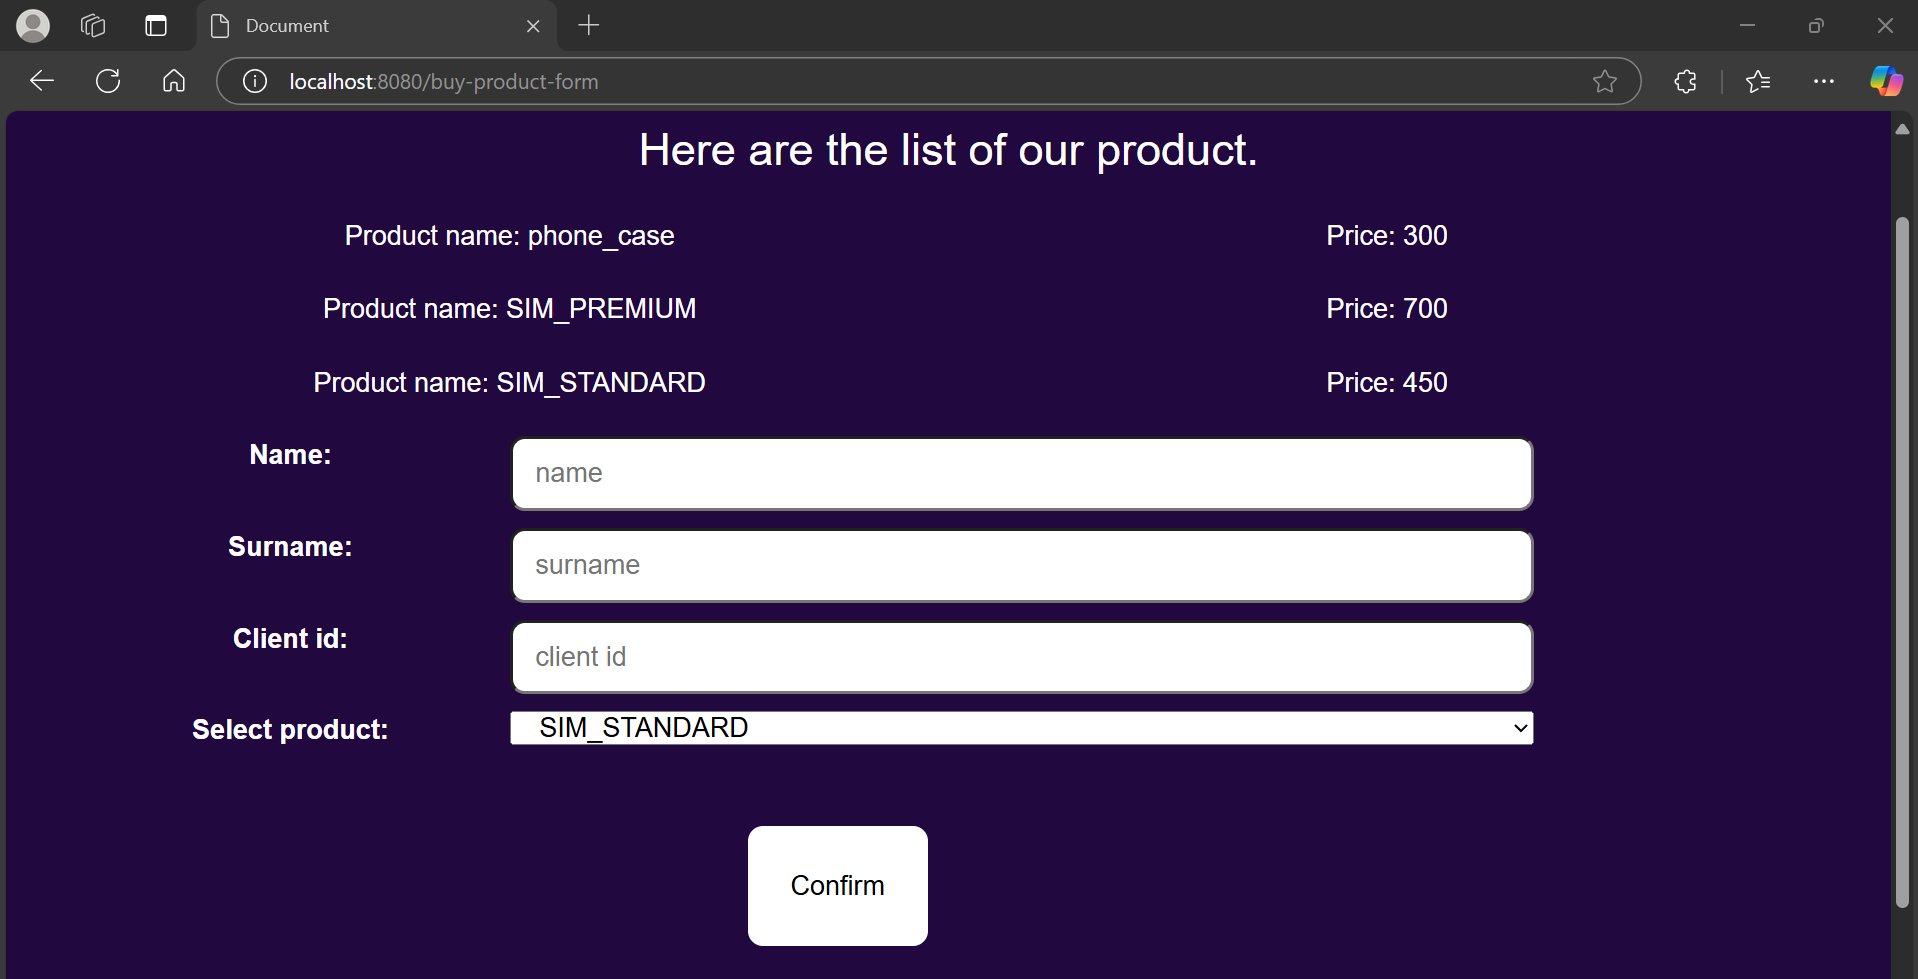 Document
localhost:8080/buy-product-form
Here are the list of our product.
Product name: phone_case Price: 300
Product name: SIM_PREMIUM Price: 700
Product name: SIM_STANDARD Price: 450
Name: name
Surname: surname
Client id: client id
Select product: SIM_STANDARD
Confirm